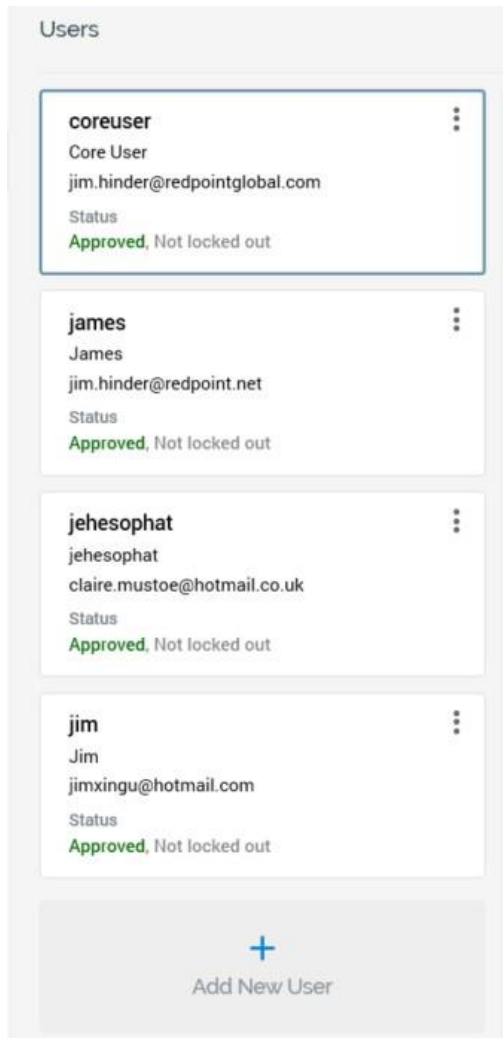 Users
coreuser
Core User
jim.hinder@redpointglobal.com
Status
Approved, Not locked out
james
James
jim.hinder@redpoint.net
Status
Approved, Not locked out
jehesophat
jehesophat
claire.mustoe@hotmail.co.uk
Status
Approved, Not locked out
jim
Jim
jimxingu@hotmail.com
Status
Approved, Not locked out
+
Add New User